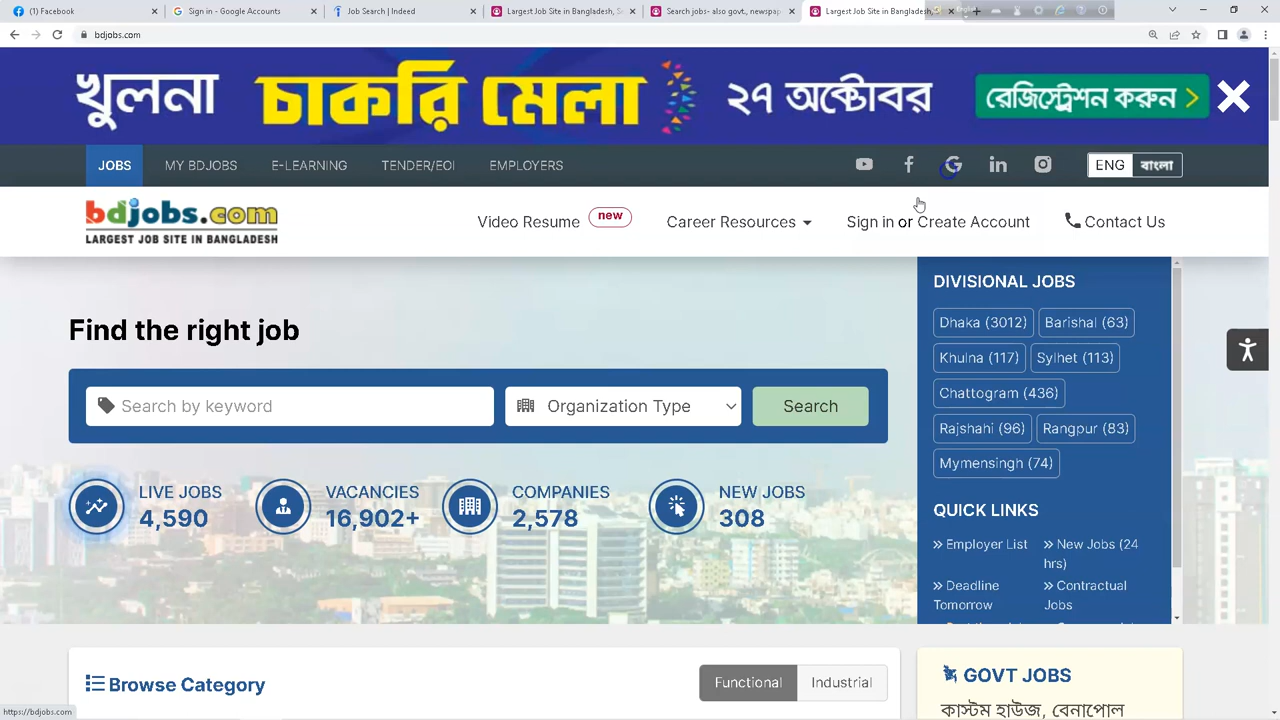 (1) Facebook
Sign in - Google Accounts
Job Search | Indeed
Largest Job Site in Bangladesh, Se
Search jobs- also govt., newspap
Largest Job Site in Bangladesh
bdjobs.com
খুলনা চাকরি মেলা ২৭ অক্টোবর রেজিস্ট্রেশন করুন
JOBS MY BDJOBS E-LEARNING TENDER/EOI EMPLOYERS ENG বাংলা
bdjobs.com
LARGEST JOB SITE IN BANGLADESH
Video Resume new Career Resources Sign in or Create Account Contact Us
Find the right job
Search by keyword Organization Type Search
LIVE JOBS
4,590
VACANCIES
16,902+
COMPANIES
2,578
NEW JOBS
308
DIVISIONAL JOBS
Dhaka (3012) Barishal (63)
Khulna (117) Sylhet (113)
Chattogram (436)
Rajshahi (96) Rangpur (83)
Mymensingh (74)
QUICK LINKS
Employer List
New Jobs (24
hrs)
Deadline
Tomorrow
Contractual
Jobs
Browse Category Functional Industrial
GOVT JOBS
কাস্টম হাউজ, বেনাপোল
https://bdjobs.com